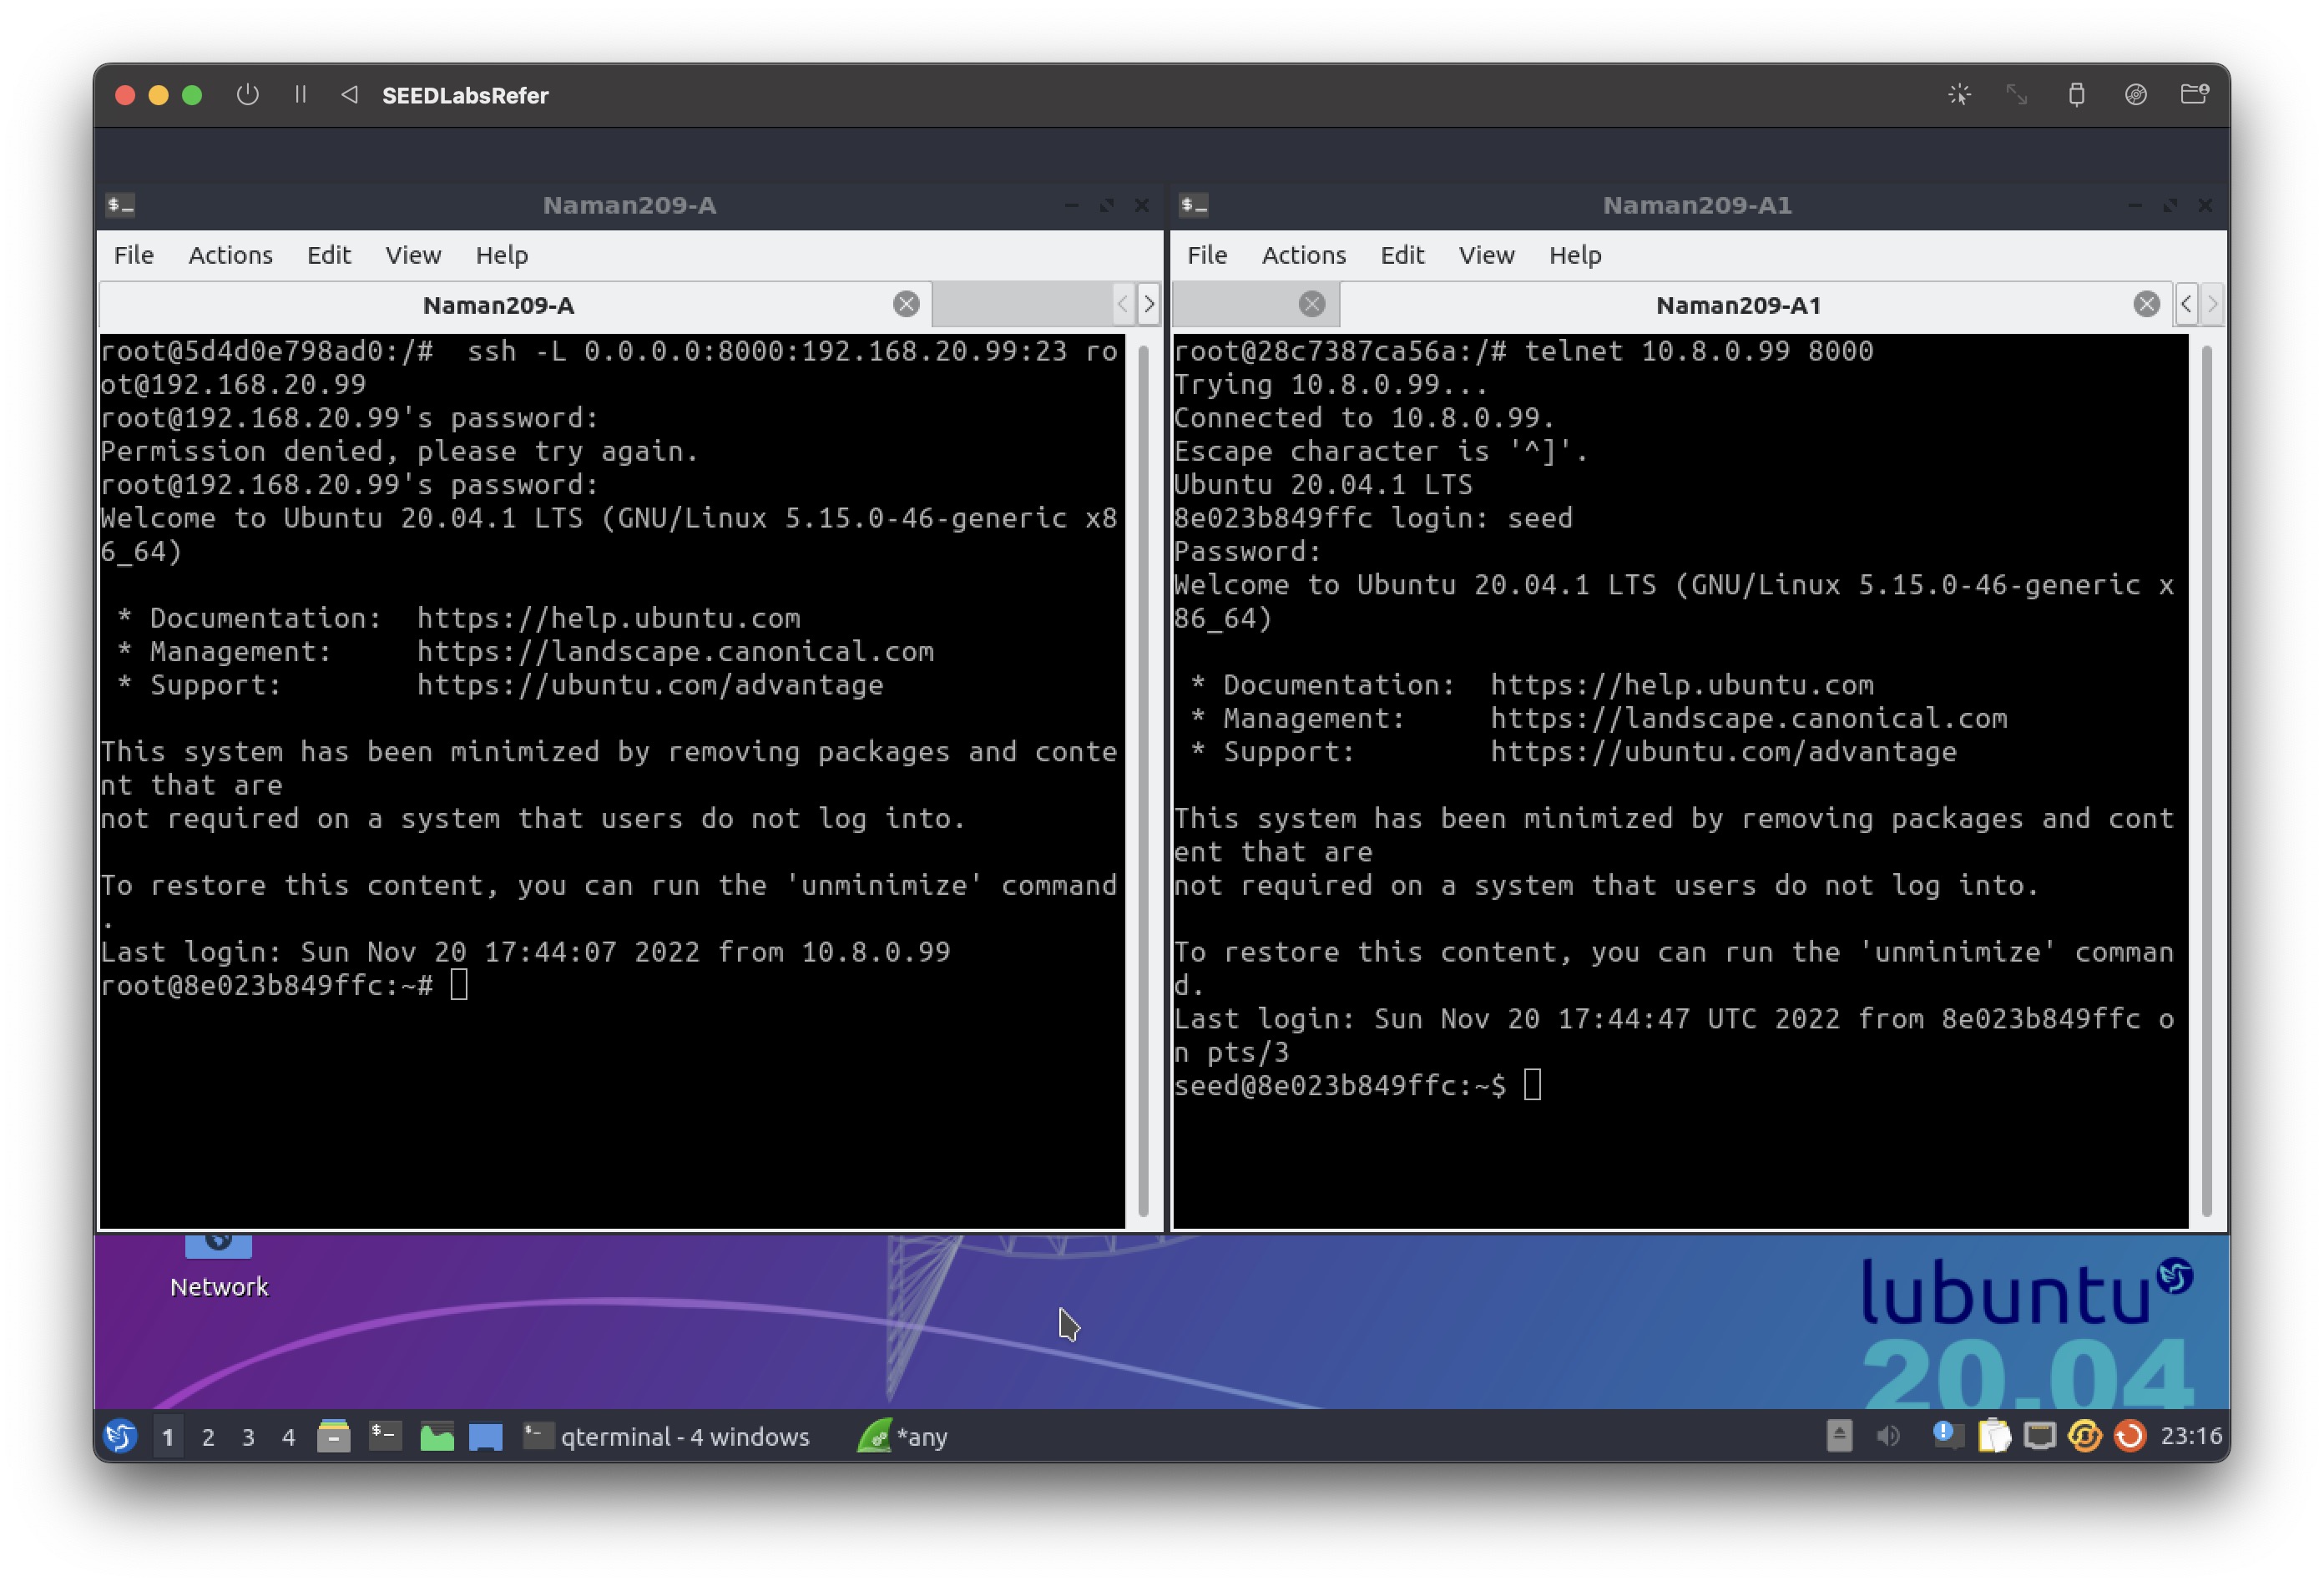 SEEDLabsRefer
Naman209-A
File Actions Edit View Help
Naman209-A
root@5d4d0e798ad0:/#  ssh -L 0.0.0.0:8000:192.168.20.99:23 ro
ot@192.168.20.99
root@192.168.20.99's password:
Permission denied, please try again.
root@192.168.20.99's password:
Welcome to Ubuntu 20.04.1 LTS (GNU/Linux 5.15.0-46-generic x8
6_64)
 * Documentation:  https://help.ubuntu.com
 * Management:     https://landscape.canonical.com
 * Support:        https://ubuntu.com/advantage
This system has been minimized by removing packages and conte
nt that are
not required on a system that users do not log into.
To restore this content, you can run the 'unminimize' command
.
Last login: Sun Nov 20 17:44:07 2022 from 10.8.0.99
root@8e023b849ffc:~#
Naman209-A1
File Actions Edit View Help
Naman209-A1
root@28c7387ca56a:/# telnet 10.8.0.99 8000
Trying 10.8.0.99...
Connected to 10.8.0.99.
Escape character is '^]'.
Ubuntu 20.04.1 LTS
8e023b849ffc login: seed
Password:
Welcome to Ubuntu 20.04.1 LTS (GNU/Linux 5.15.0-46-generic x
86_64)
 * Documentation:  https://help.ubuntu.com
 * Management:     https://landscape.canonical.com
 * Support:        https://ubuntu.com/advantage
This system has been minimized by removing packages and cont
ent that are
not required on a system that users do not log into.
To restore this content, you can run the 'unminimize' comman
d.
Last login: Sun Nov 20 17:44:47 UTC 2022 from 8e023b849ffc o
n pts/3
seed@8e023b849ffc:~$
Network
lubuntu
20.04
1 2 3 4 qterminal - 4 windows *any 23:16